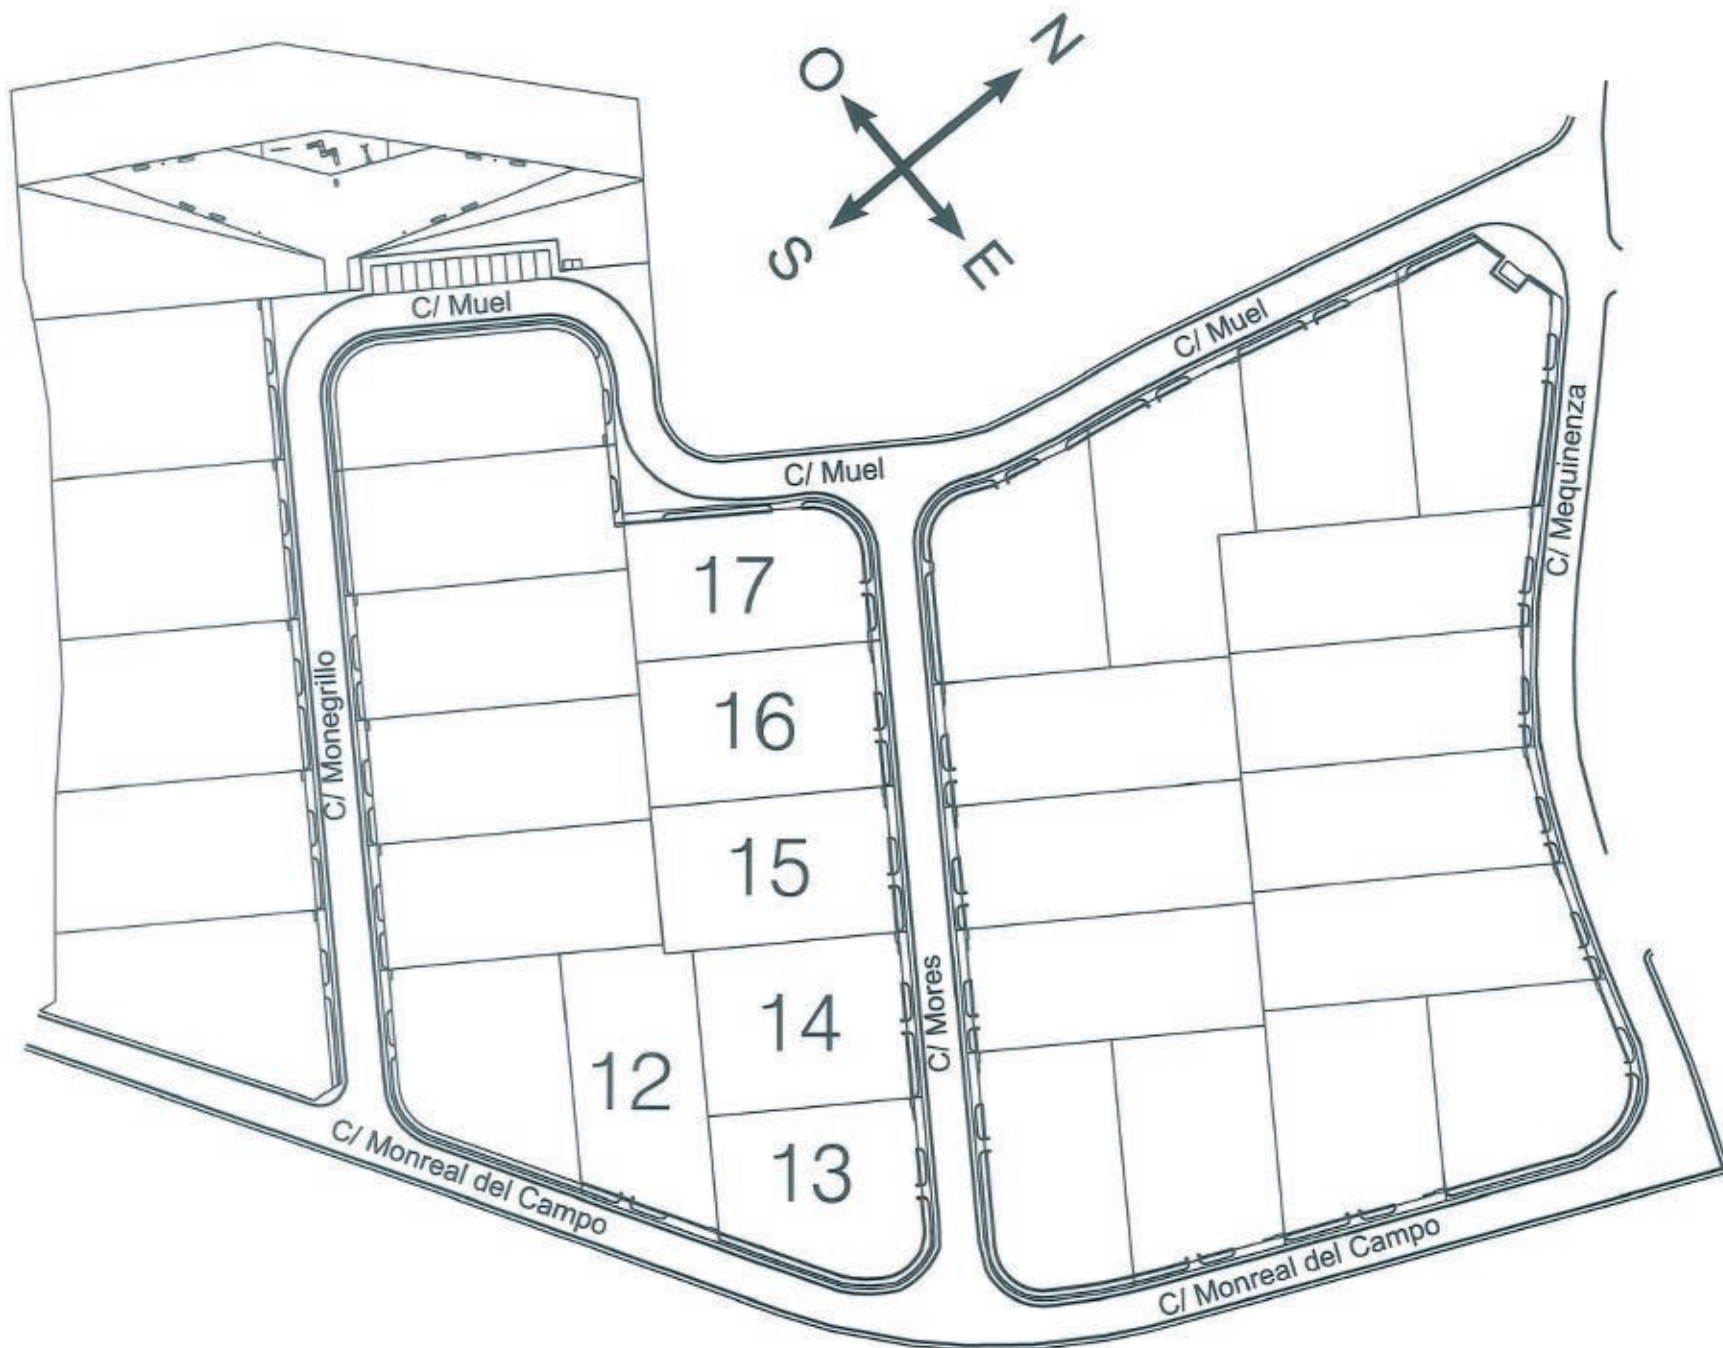 N
O
S
E
C/ Muel
C/ Muel
C/ Muel
C/ Mequinenza
17
16
C/ Monegrillo
15
14
C/ Mores
12
13
C/ Monreal del Campo
C/ Monreal del Campo